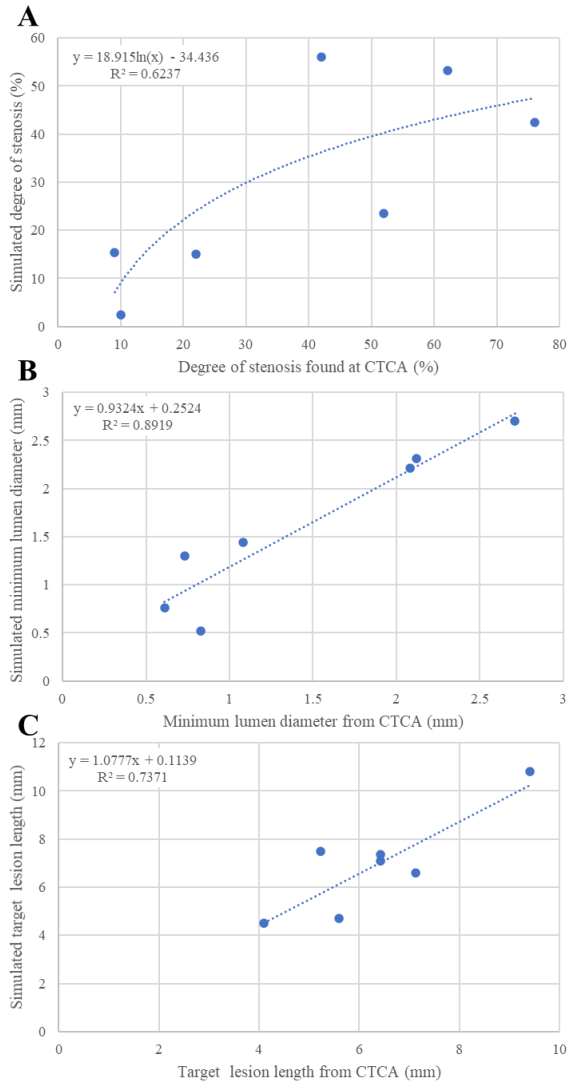 A
y = 18.915ln(x) - 34.436
R² = 0.6237
60
50
40
30
20
10
0
Simulated degree of stenosis (%)
0 10 20 30 40 50 60 70 80
Degree of stenosis found at CTCA (%)
B
y = 0.9324x + 0.2524
R² = 0.8919
3
2.5
2
1.5
1
0.5
0
Simulated minimum lumen diameter (mm)
0 0.5 1 1.5 2 2.5 3
Minimum lumen diameter from CTCA (mm)
C
y = 1.0777x + 0.1139
R² = 0.7371
12
10
8
6
4
2
0
Simulated target lesion length (mm)
0 2 4 6 8 10
Target lesion length from CTCA (mm)